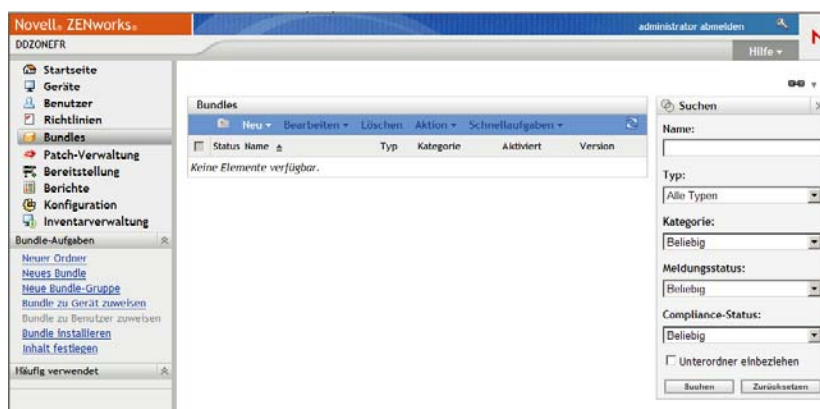 Novell® ZENworks®
administrator abmelden
DDZONEFR
Hilfe
Startseite
Geräte
Benutzer
Richtlinien
Bundles
Patch-Verwaltung
Bereitstellung
Berichte
Konfiguration
Inventarverwaltung
Bundle-Aufgaben
Neuer Ordner
Neues Bundle
Neue Bundle-Gruppe
Bundle zu Gerät zuweisen
Bundle zu Benutzer zuweisen
Bundle installieren
Inhalt festlegen
Häufig verwendet
Bundles
Neu Bearbeiten Löschen Aktion Schnellaufgaben
Status Name Typ Kategorie Aktiviert Version
Keine Elemente verfügbar.
Suchen
Name:
Typ:
Alle Typen
Kategorie:
Beliebig
Meldungsstatus:
Beliebig
Compliance-Status:
Beliebig
Unterordner einbeziehen
Suchen Zurücksetzen